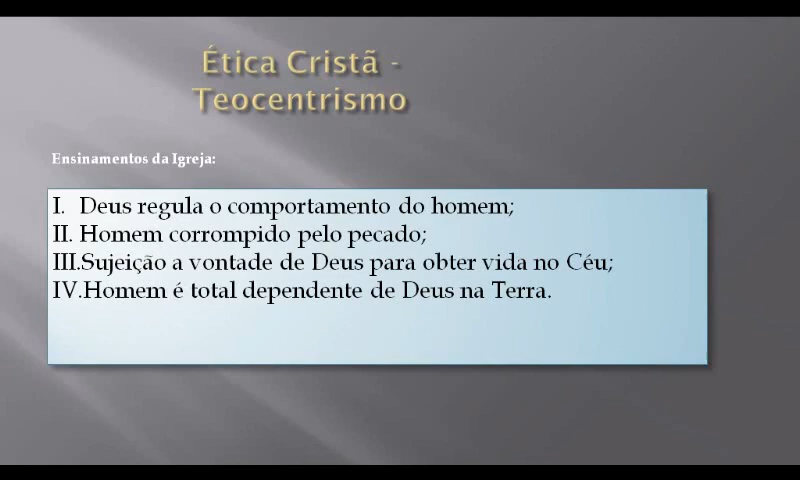 Ética Cristã -
Teocentrismo
Ensinamentos da Igreja:
I. Deus regula o comportamento do homem;
II. Homem corrompido pelo pecado;
III.Sujeição a vontade de Deus para obter vida no Céu;
IV.Homem é total dependente de Deus na Terra.